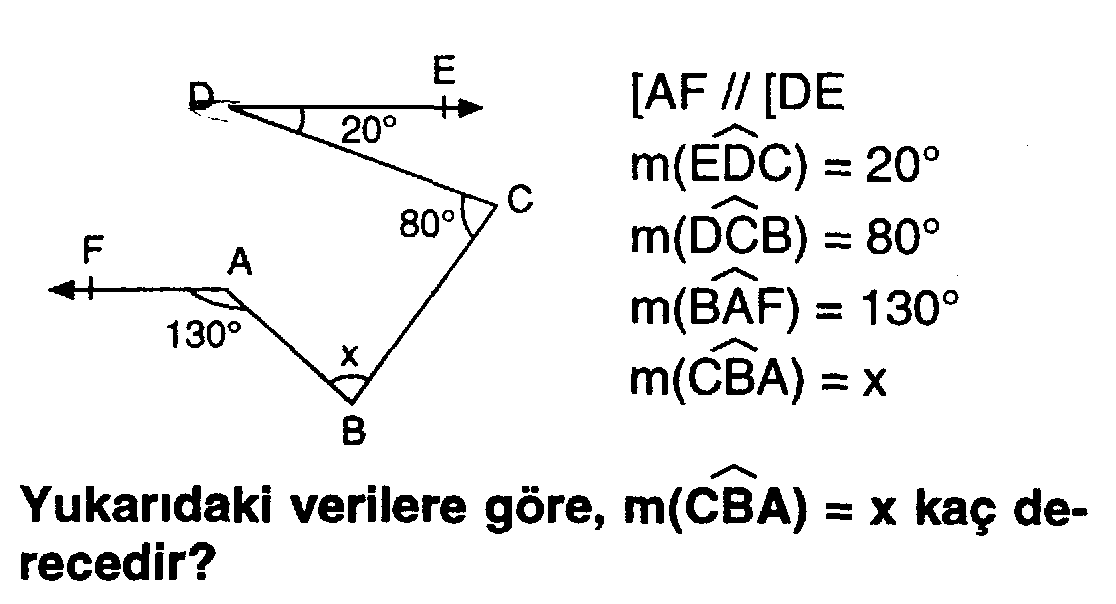 D
E
20°
C
80°
F
A
130°
x
B
[AF // [DE
m(EDC) = 20°
m(DCB) = 80°
m(BAF) = 130°
m(CBA) = x
Yukarıdaki verilere göre, m(CBA) = x kaç de-
recedir?